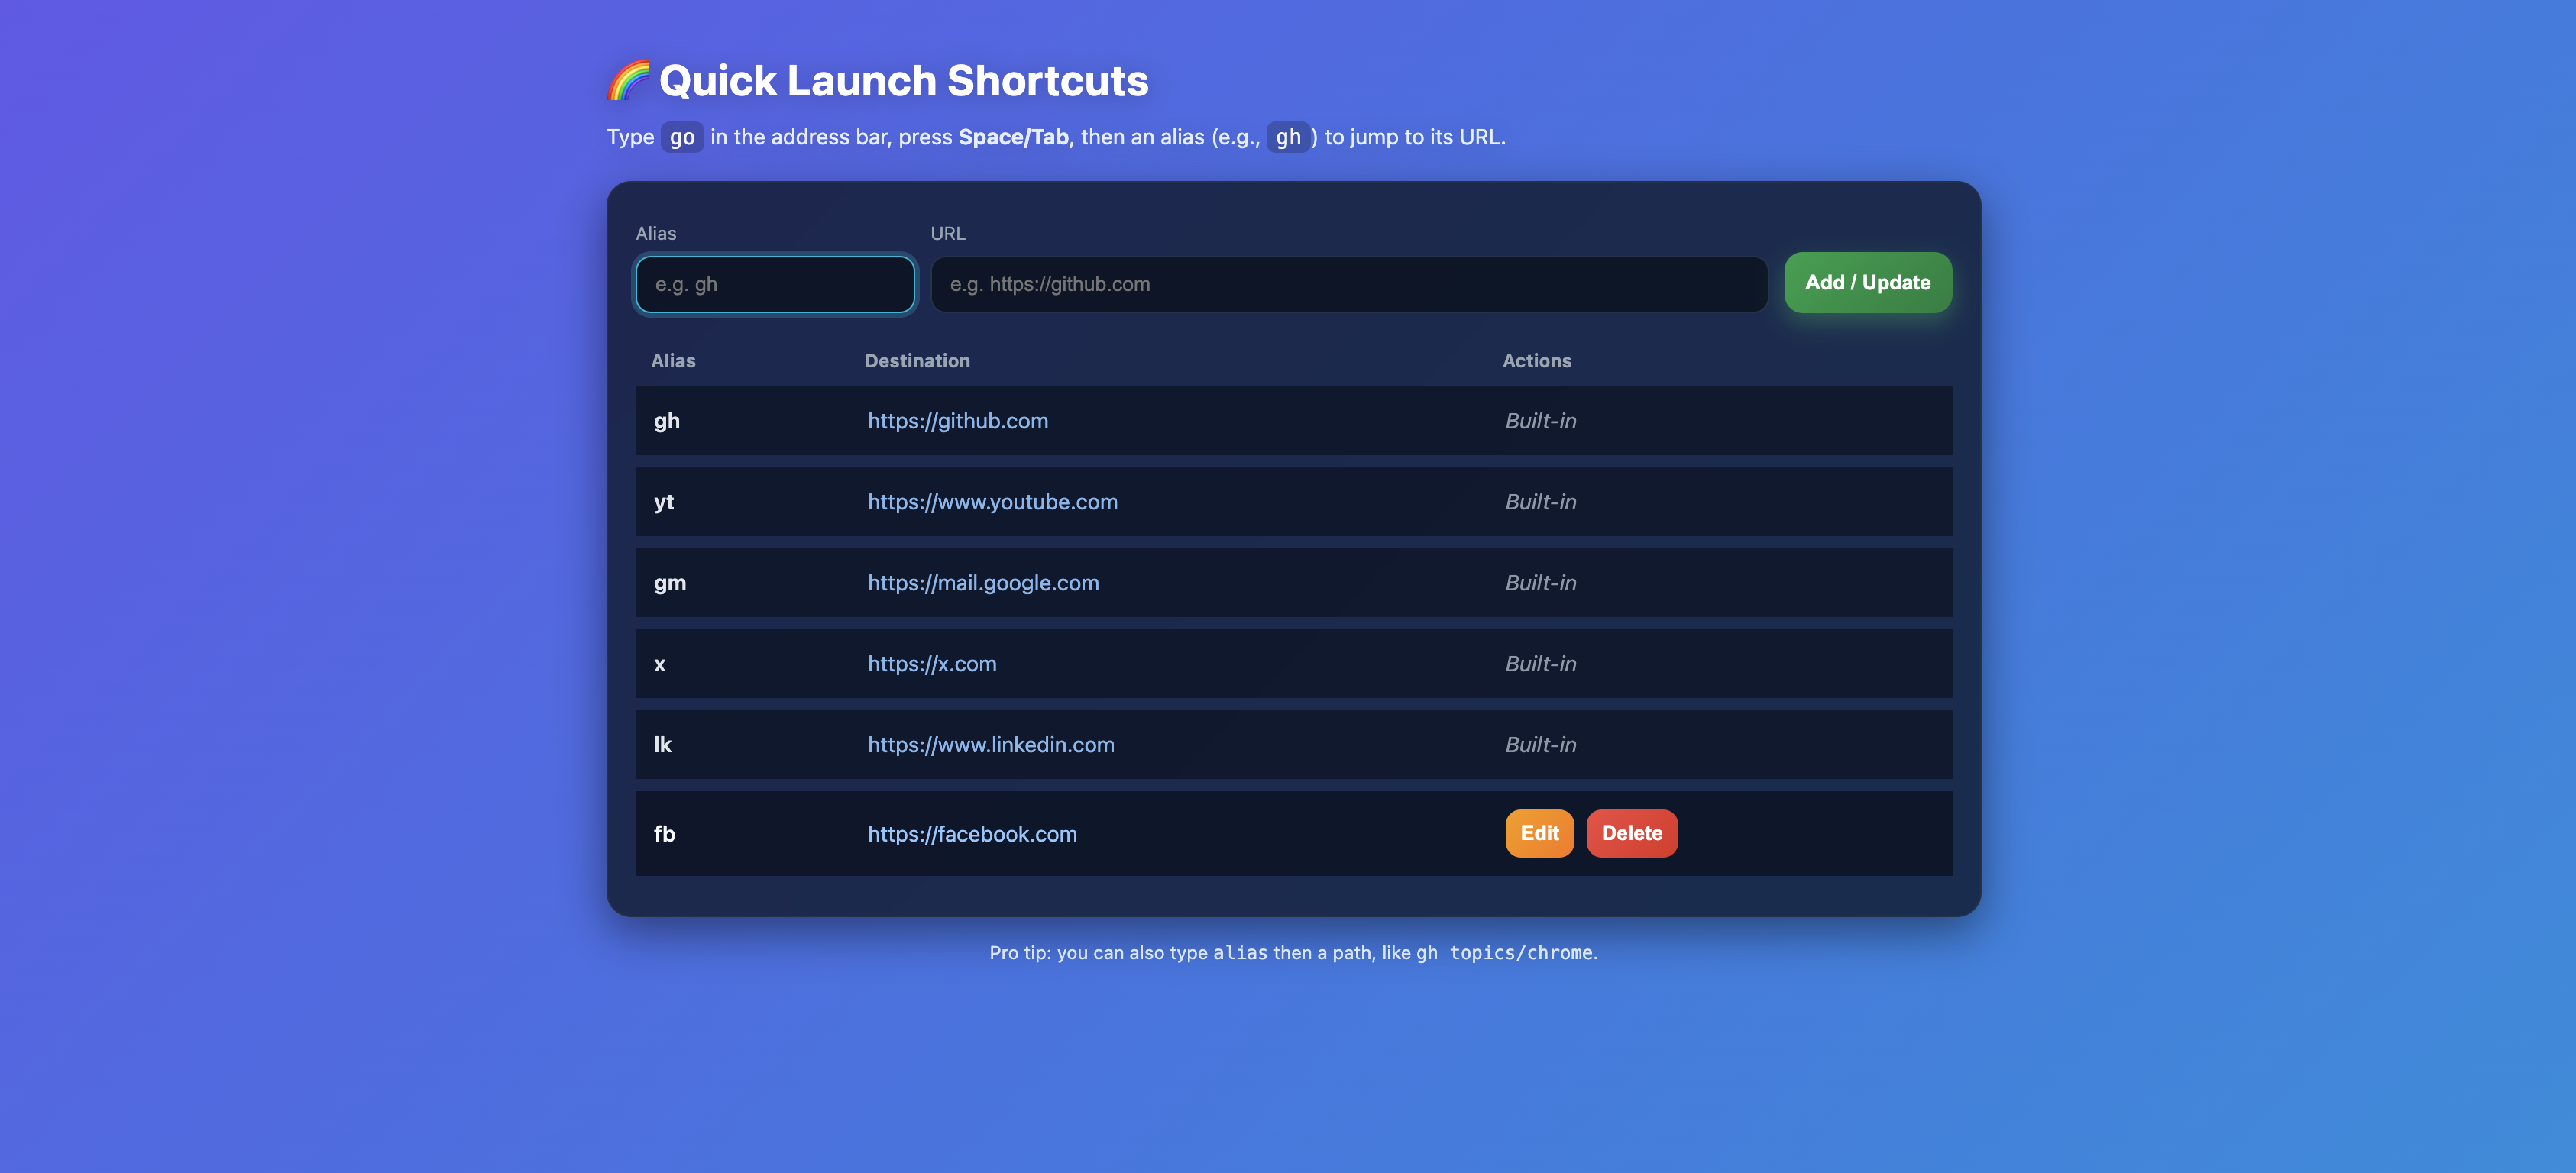 🌈 Quick Launch Shortcuts
Type go in the address bar, press Space/Tab, then an alias (e.g., gh) to jump to its URL.
Alias URL
e.g. gh e.g. https://github.com Add / Update
Alias Destination Actions
gh https://github.com Built-in
yt https://www.youtube.com Built-in
gm https://mail.google.com Built-in
x https://x.com Built-in
lk https://www.linkedin.com Built-in
fb https://facebook.com Edit Delete
Pro tip: you can also type alias then a path, like gh topics/chrome.